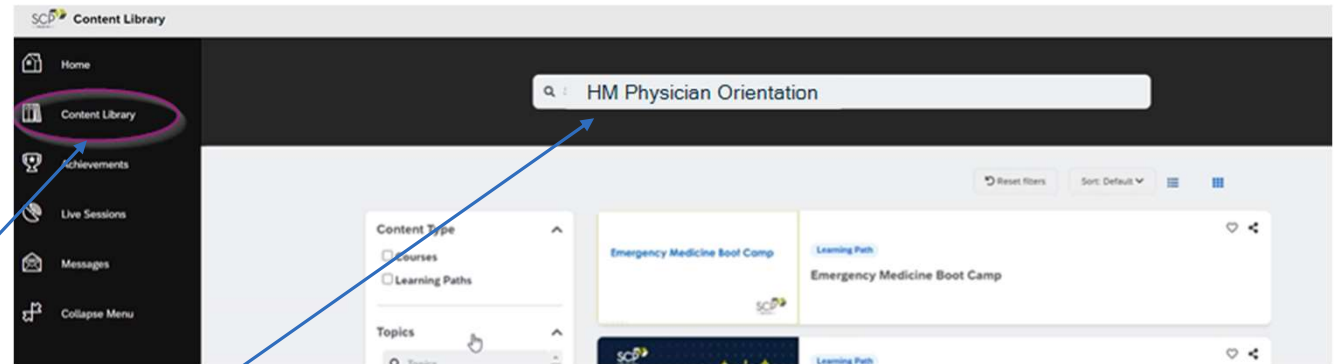 SCP Content Library
Home
Content Library
Achievements
Live Sessions
Messages
Collapse Menu
HM Physician Orientation
Reset filters
Sort: Default
Content Type
Courses
Learning Paths
Topics
Topics
Emergency Medicine Boot Camp
SCP
Learning Path
Emergency Medicine Boot Camp
SCP
Learning Path